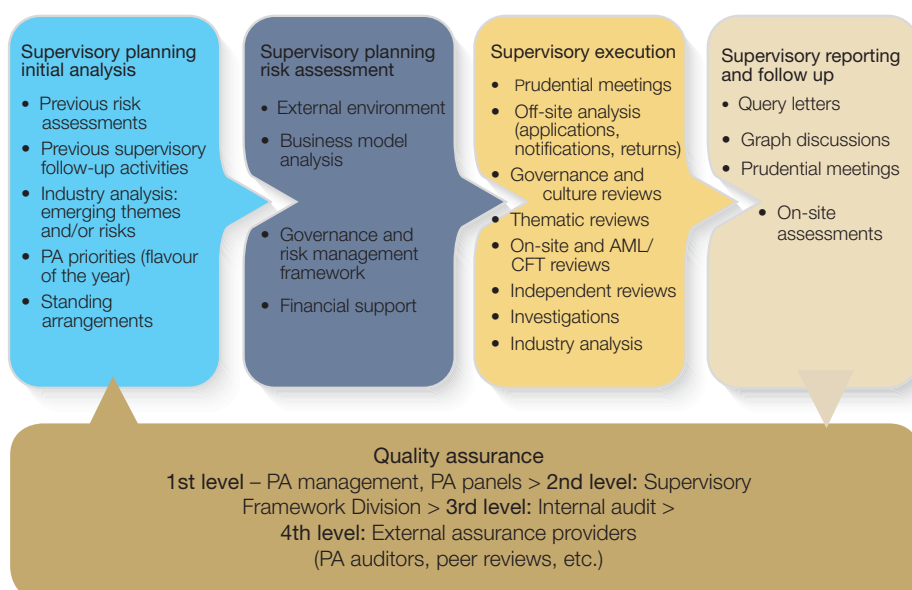 Supervisory planning
initial analysis
• Previous risk
assessments
• Previous supervisory
follow-up activities
• Industry analysis:
emerging themes
and/or risks
• PA priorities (flavour
of the year)
• Standing
arrangements
Supervisory planning
risk assessment
• External environment
• Business model
analysis
• Governance and
risk management
framework
• Financial support
Supervisory execution
• Prudential meetings
• Off-site analysis
(applications,
notifications, returns)
• Governance and
culture reviews
• Thematic reviews
• On-site and AML/
CFT reviews
• Independent reviews
• Investigations
• Industry analysis
Supervisory reporting
and follow up
• Query letters
• Graph discussions
• Prudential meetings
• On-site
assessments
Quality assurance
1st level – PA management, PA panels > 2nd level: Supervisory
Framework Division > 3rd level: Internal audit >
4th level: External assurance providers
(PA auditors, peer reviews, etc.)